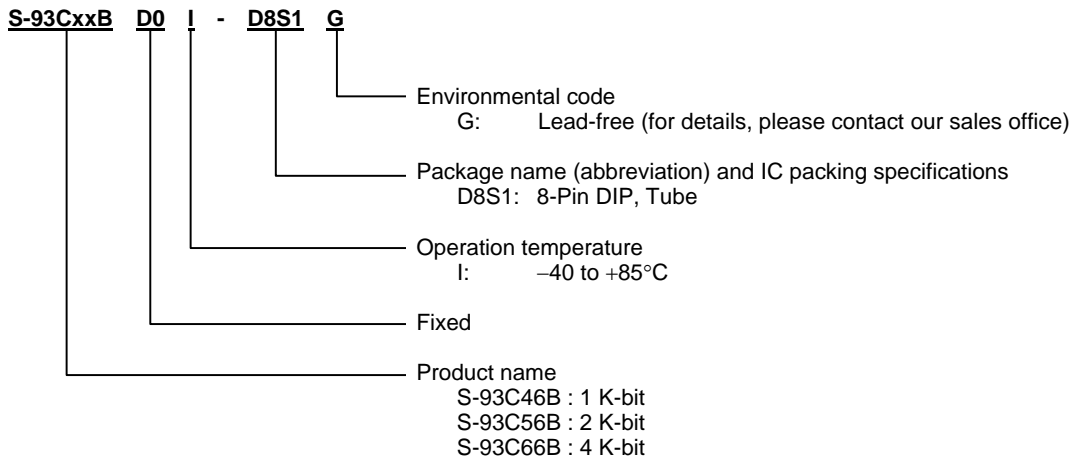 S-93CxxB D0 I - D8S1 G
Environmental code
G: Lead-free (for details, please contact our sales office)
Package name (abbreviation) and IC packing specifications
D8S1: 8-Pin DIP, Tube
Operation temperature
I: −40 to +85°C
Fixed
Product name
S-93C46B : 1 K-bit
S-93C56B : 2 K-bit
S-93C66B : 4 K-bit